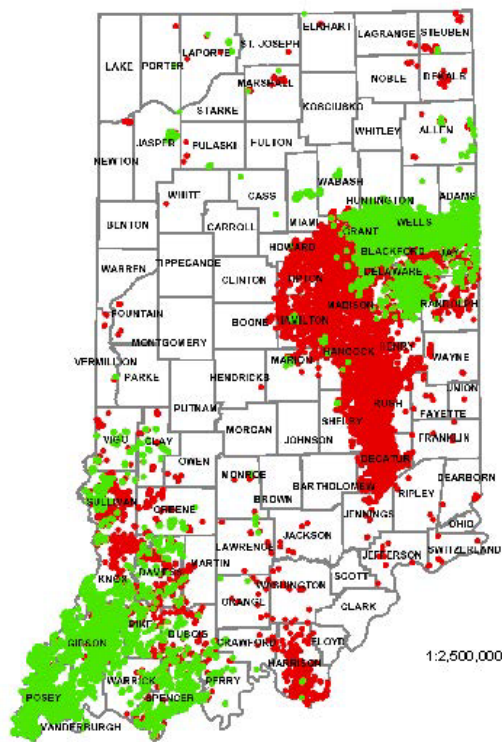 ELKHART
STEUBEN
LAGRANGE
ST. JOSEPH
LAPORTE
LAKE
PORTER
MARSHALL
NOBLE
DEKALB
STARKE
KOSCIUSKO
ALLEN
WHITLEY
JASPER
PULASKI
FULTON
NEWTON
WABASH
WHITE
CASS
HUNTINGTON
ADAMS
MIAMI
WELLS
BENTON
CARROLL
GRANT
HOWARD
BLACKFORD
JAY
TIPPECANOE
WARREN
DELAWARE
TIPTON
CLINTON
MADISON
RANDOLPH
FOUNTAIN
BOONE
HAMILTON
MONTGOMERY
HENRY
HANCOCK
WAYNE
VERMILLION
MARION
PARKE
HENDRICKS
UNION
RUSH
PUTNAM
FAYETTE
SHELBY
MORGAN
FRANKLIN
VIGO
CLAY
JOHNSON
OWEN
DECATUR
MONROE
DEARBORN
BARTHOLOMEW
RIPLEY
BROWN
SULLIVAN
GREENE
JENNINGS
OHIO
JACKSON
LAWRENCE
SWITZERLAND
JEFFERSON
MARTIN
DAVIESS
KNOX
SCOTT
WASHINGTON
ORANGE
CLARK
PIKE
DUBOIS
GIBSON
CRAWFORD
FLOYD
1:2,500,000
HARRISON
WARRICK
PERRY
POSEY
SPENCER
VANDERBURGH